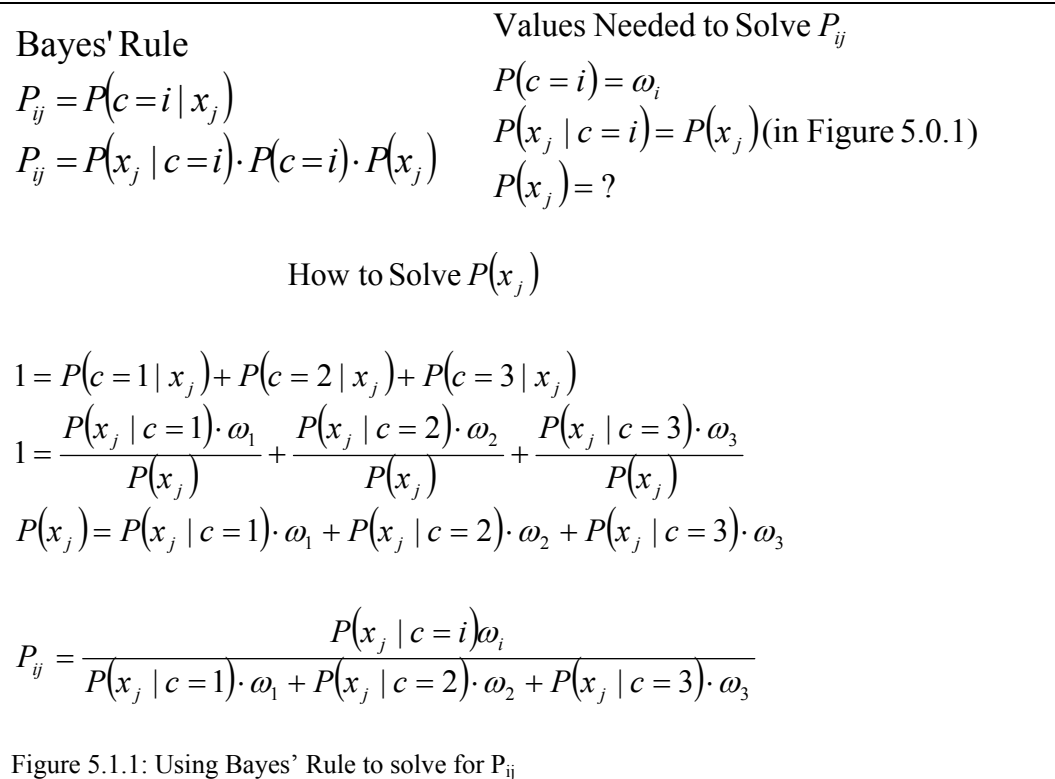 Bayes' Rule
P_ij = P(c = i | x_j)
P_ij = P(x_j | c = i) · P(c = i) · P(x_j)
Values Needed to Solve P_ij
P(c = i) = ω_i
P(x_j | c = i) = P(x_j) (in Figure 5.0.1)
P(x_j) = ?
How to Solve P(x_j)
1 = P(c = 1 | x_j) + P(c = 2 | x_j) + P(c = 3 | x_j)
1 = P(x_j | c = 1) · ω_1 / P(x_j) + P(x_j | c = 2) · ω_2 / P(x_j) + P(x_j | c = 3) · ω_3 / P(x_j)
P(x_j) = P(x_j | c = 1) · ω_1 + P(x_j | c = 2) · ω_2 + P(x_j | c = 3) · ω_3
P_ij = P(x_j | c = i)ω_i / P(x_j | c = 1) · ω_1 + P(x_j | c = 2) · ω_2 + P(x_j | c = 3) · ω_3
Figure 5.1.1: Using Bayes’ Rule to solve for P_ij